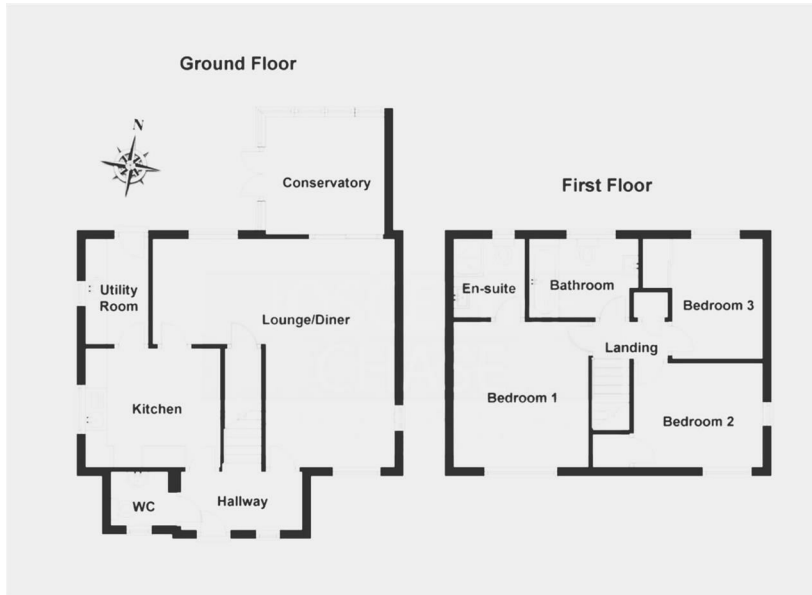 Ground Floor
N
Conservatory
Utility
Room
Lounge/Diner
Kitchen
WC
Hallway
First Floor
En-suite
Bathroom
Bedroom 3
Landing
Bedroom 1
Bedroom 2